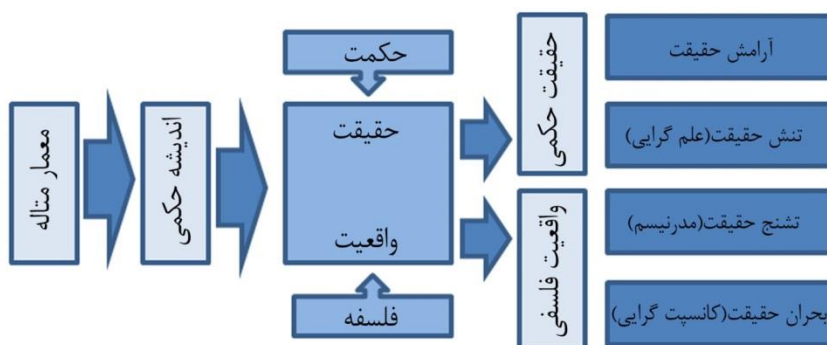 معمار متاله
اندیشه حکمی
حکمت
حقیقت
واقعیت
فلسفه
حقیقت حکمی
واقعیت فلسفی
آرامش حقیقت
تنش حقیقت(علم گرایی)
تشنج حقیقت(مدرنیسم)
بحران حقیقت(کانسپت گرایی)